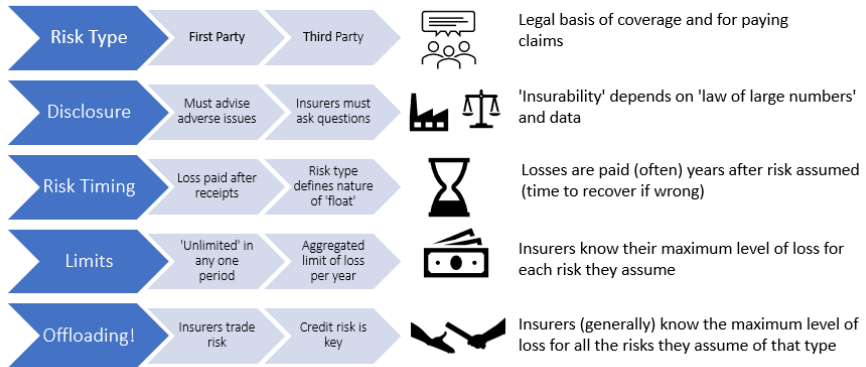 Risk Type
First Party
Third Party
Legal basis of coverage and for paying
claims
Disclosure
Must advise
adverse issues
Insurers must
ask questions
'Insurability' depends on 'law of large numbers'
and data
Risk Timing
Loss paid after
receipts
Risk type
defines nature
of 'float'
Losses are paid (often) years after risk assumed
(time to recover if wrong)
Limits
'Unlimited' in
any one
period
Aggregated
limit of loss
per year
Insurers know their maximum level of loss for
each risk they assume
Offloading!
Insurers trade
risk
Credit risk is
key
Insurers (generally) know the maximum level of
loss for all the risks they assume of that type